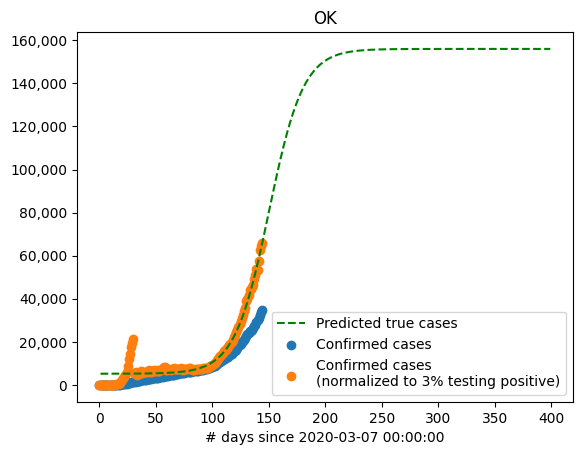 OK
160,000
140,000
120,000
100,000
80,000
60,000
40,000
20,000
0
Predicted true cases
Confirmed cases
Confirmed cases
(normalized to 3% testing positive)
0 50 100 150 200 250 300 350 400
# days since 2020-03-07 00:00:00